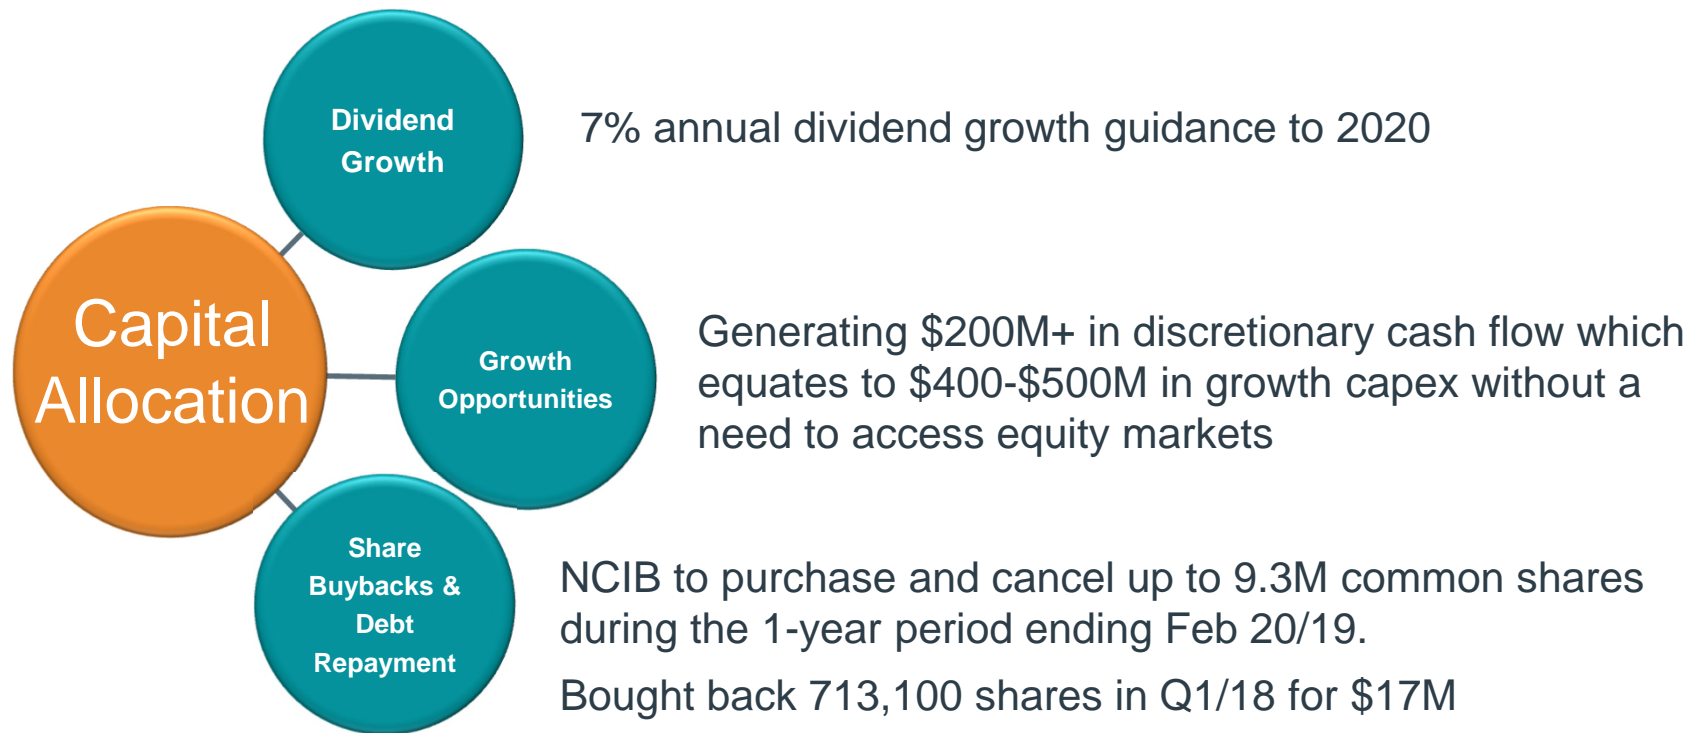 Capital
Allocation
Dividend
Growth
7% annual dividend growth guidance to 2020
Growth
Opportunities
Generating $200M+ in discretionary cash flow which
equates to $400-$500M in growth capex without a
need to access equity markets
Share
Buybacks &
Debt
Repayment
NCIB to purchase and cancel up to 9.3M common shares
during the 1-year period ending Feb 20/19.
Bought back 713,100 shares in Q1/18 for $17M